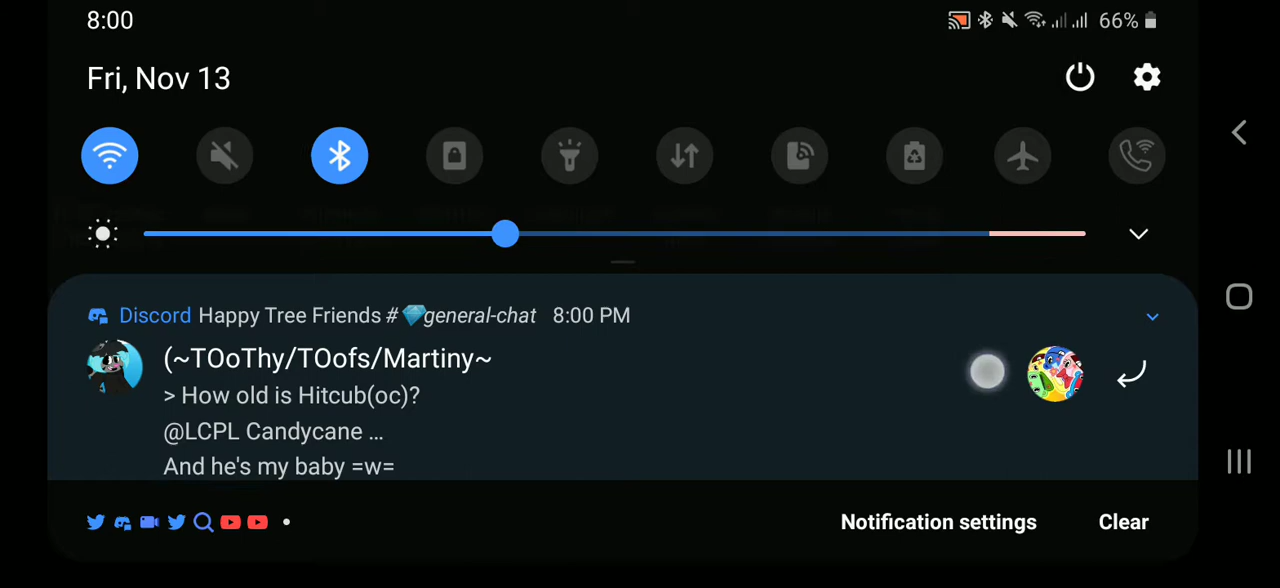 8:00
66%
Fri, Nov 13
Discord Happy Tree Friends #💎general-chat 8:00 PM
(~TOoThy/TOofs/Martiny~
> How old is Hitcub(oc)?
@LCPL Candycane ...
And he's my baby =w=
Notification settings
Clear